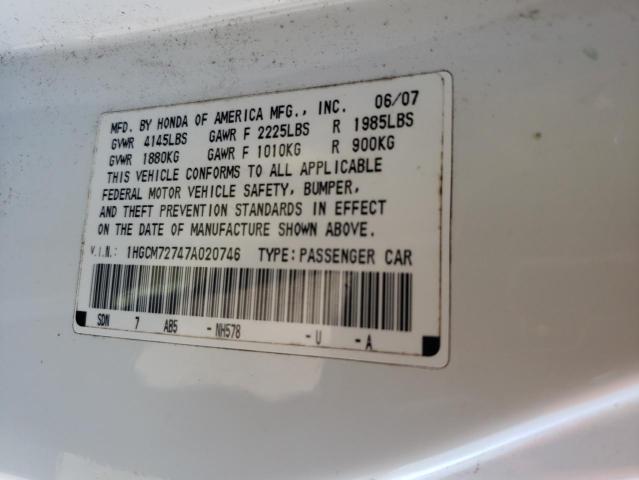 MFD. BY HONDA OF AMERICA MFG., INC. 06/07
GVWR 4145LBS GAWR F 2225LBS R 1985LBS
GVWR 1880KG GAWR F 1010KG R 900KG
THIS VEHICLE CONFORMS TO ALL APPLICABLE
FEDERAL MOTOR VEHICLE SAFETY, BUMPER,
AND THEFT PREVENTION STANDARDS IN EFFECT
ON THE DATE OF MANUFACTURE SHOWN ABOVE.
V.I.N.: 1HGCM72747A020746 TYPE: PASSENGER CAR
SDN 7 AB5 -NH578 -U -A